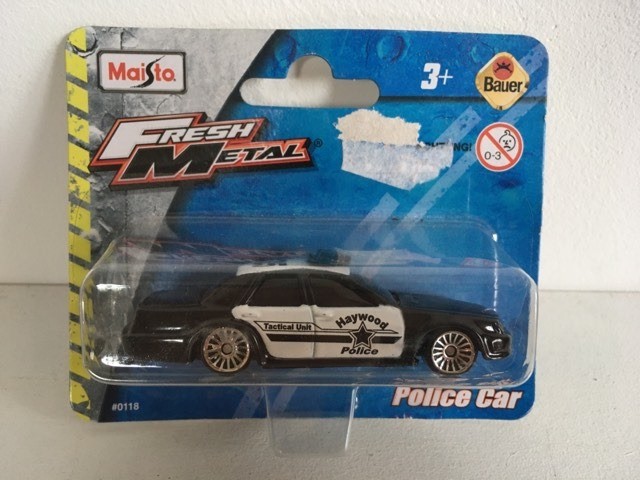 Maisto
3+
Bauer
FRESH METAL®
0-3
Tactical Unit
Haywood
Police
#0118
Police Car